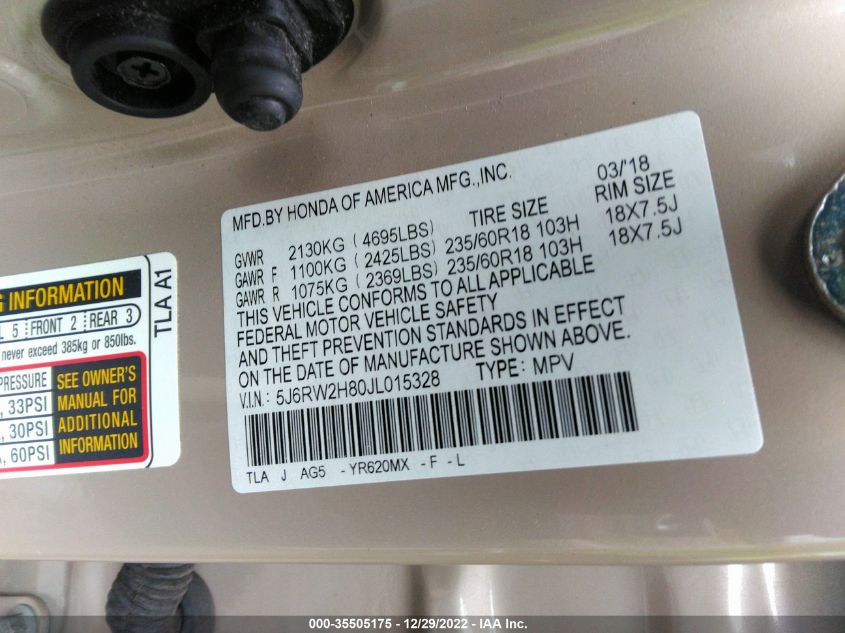 MFD.BY HONDA OF AMERICA MFG.,INC. 03/'18
TIRE SIZE RIM SIZE
GVWR 2130KG ( 4695LBS)
GAWR F 1100KG ( 2425LBS) 235/60R18 103H 18X7.5J
GAWR R 1075KG ( 2369LBS) 235/60R18 103H 18X7.5J
THIS VEHICLE CONFORMS TO ALL APPLICABLE
FEDERAL MOTOR VEHICLE SAFETY
AND THEFT PREVENTION STANDARDS IN EFFECT
ON THE DATE OF MANUFACTURE SHOWN ABOVE.
V.I.N: 5J6RW2H80JL015328 TYPE: MPV
TLA J AG5 -YR620MX -F -L
INFORMATION
5 FRONT 2 REAR 3
never exceed 385kg or 850lbs.
PRESSURE
33PSI
30PSI
60PSI
SEE OWNER'S
MANUAL FOR
ADDITIONAL
INFORMATION
TLA A1
000-35505175 - 12/29/2022 - IAA Inc.